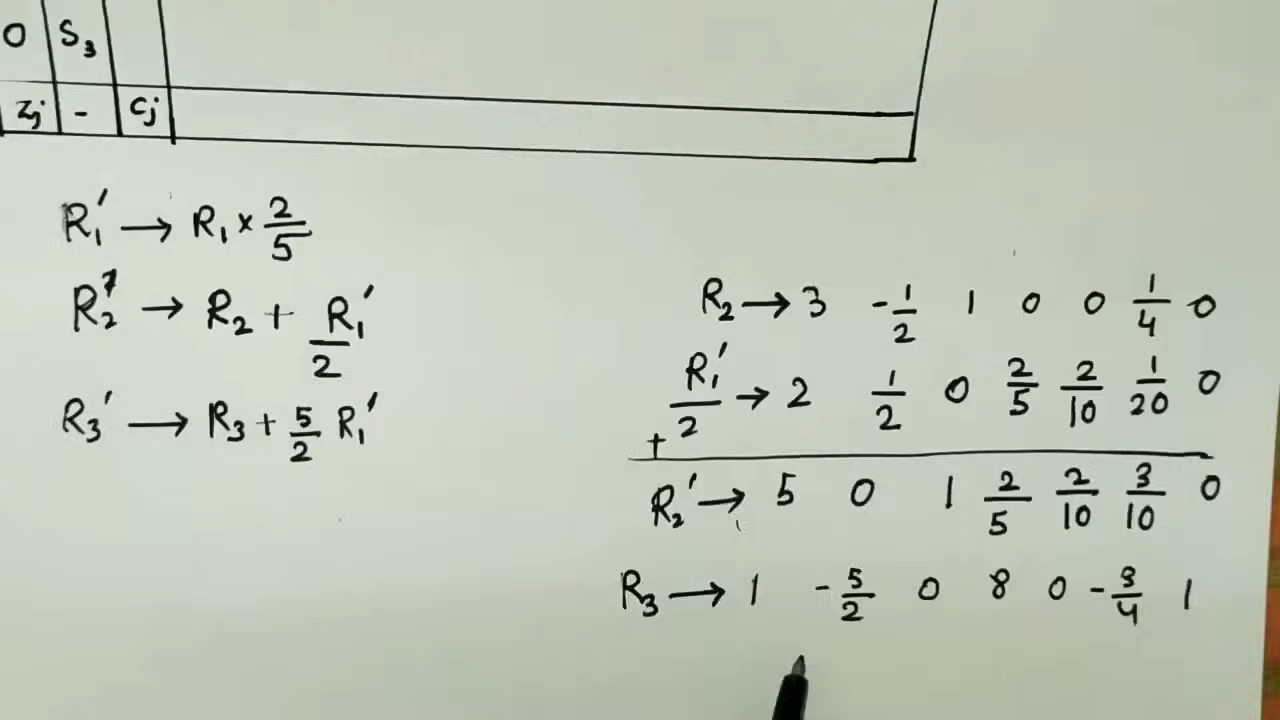 0 S₃
Zj - Cj
R₁′ → R₁ × 2/5
R₂′ → R₂ + R₁′/2
R₃′ → R₃ + 5/2 R₁′
R₂ → 3 -1/2 1 0 0 1/4 0
R₁′/2 → 2 1/2 0 2/5 2/10 1/20 0
+
R₂′ → 5 0 1 2/5 2/10 3/10 0
R₃ → 1 -5/2 0 8 0 -3/4 1